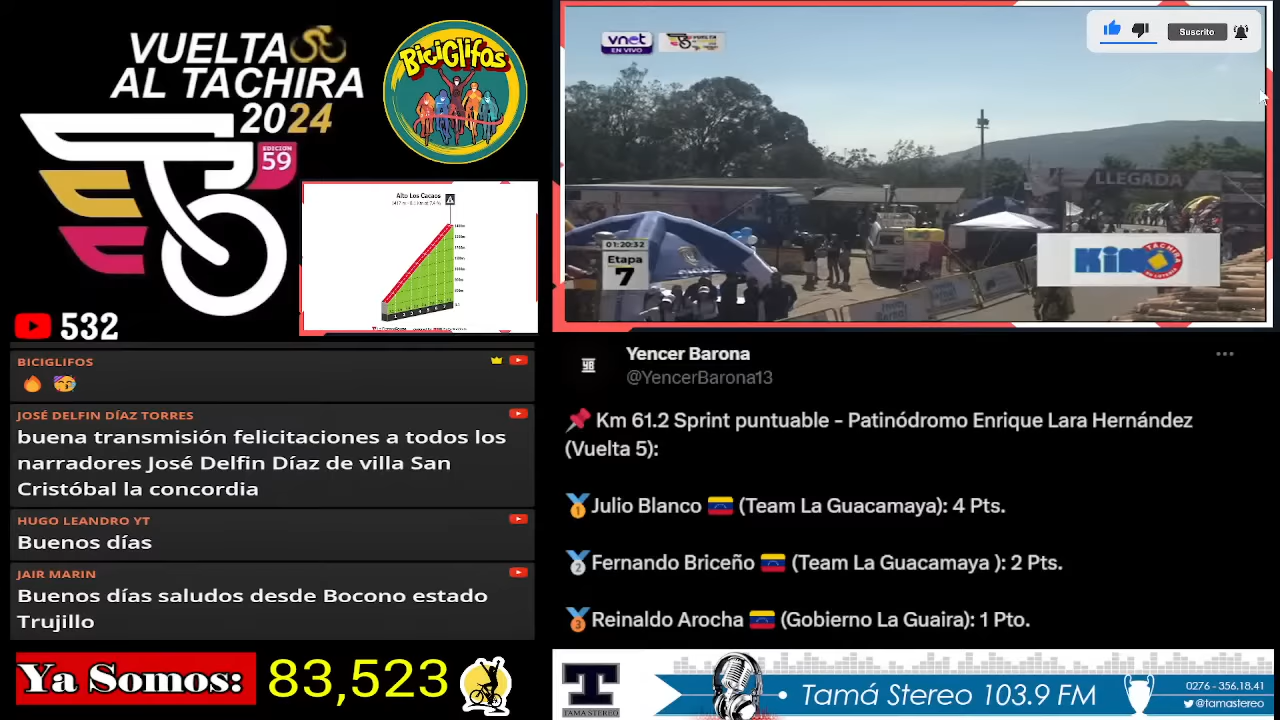 VUELTA
AL TACHIRA
2024
EDICION
59
BiciGlifos
Alto Los Cacaos
532
BICIGLIFOS
JOSÉ DELFIN DÍAZ TORRES
buena transmisión felicitaciones a todos los
narradores José Delfin Díaz de villa San
Cristóbal la concordia
HUGO LEANDRO YT
Buenos días
JAIR MARIN
Buenos días saludos desde Bocono estado
Trujillo
Ya Somos: 83,523
vnet
EN VIVO
Suscrito
LLEGADA
01:20:32
Etapa
7
Kino
TACHIRA
Yencer Barona
@YencerBarona13
Km 61.2 Sprint puntuable - Patinódromo Enrique Lara Hernández
(Vuelta 5):
Julio Blanco (Team La Guacamaya): 4 Pts.
Fernando Briceño (Team La Guacamaya ): 2 Pts.
Reinaldo Arocha (Gobierno La Guaira): 1 Pto.
TAMA STEREO
Tamá Stereo 103.9 FM
0276 - 356.18.41
@tamastereo